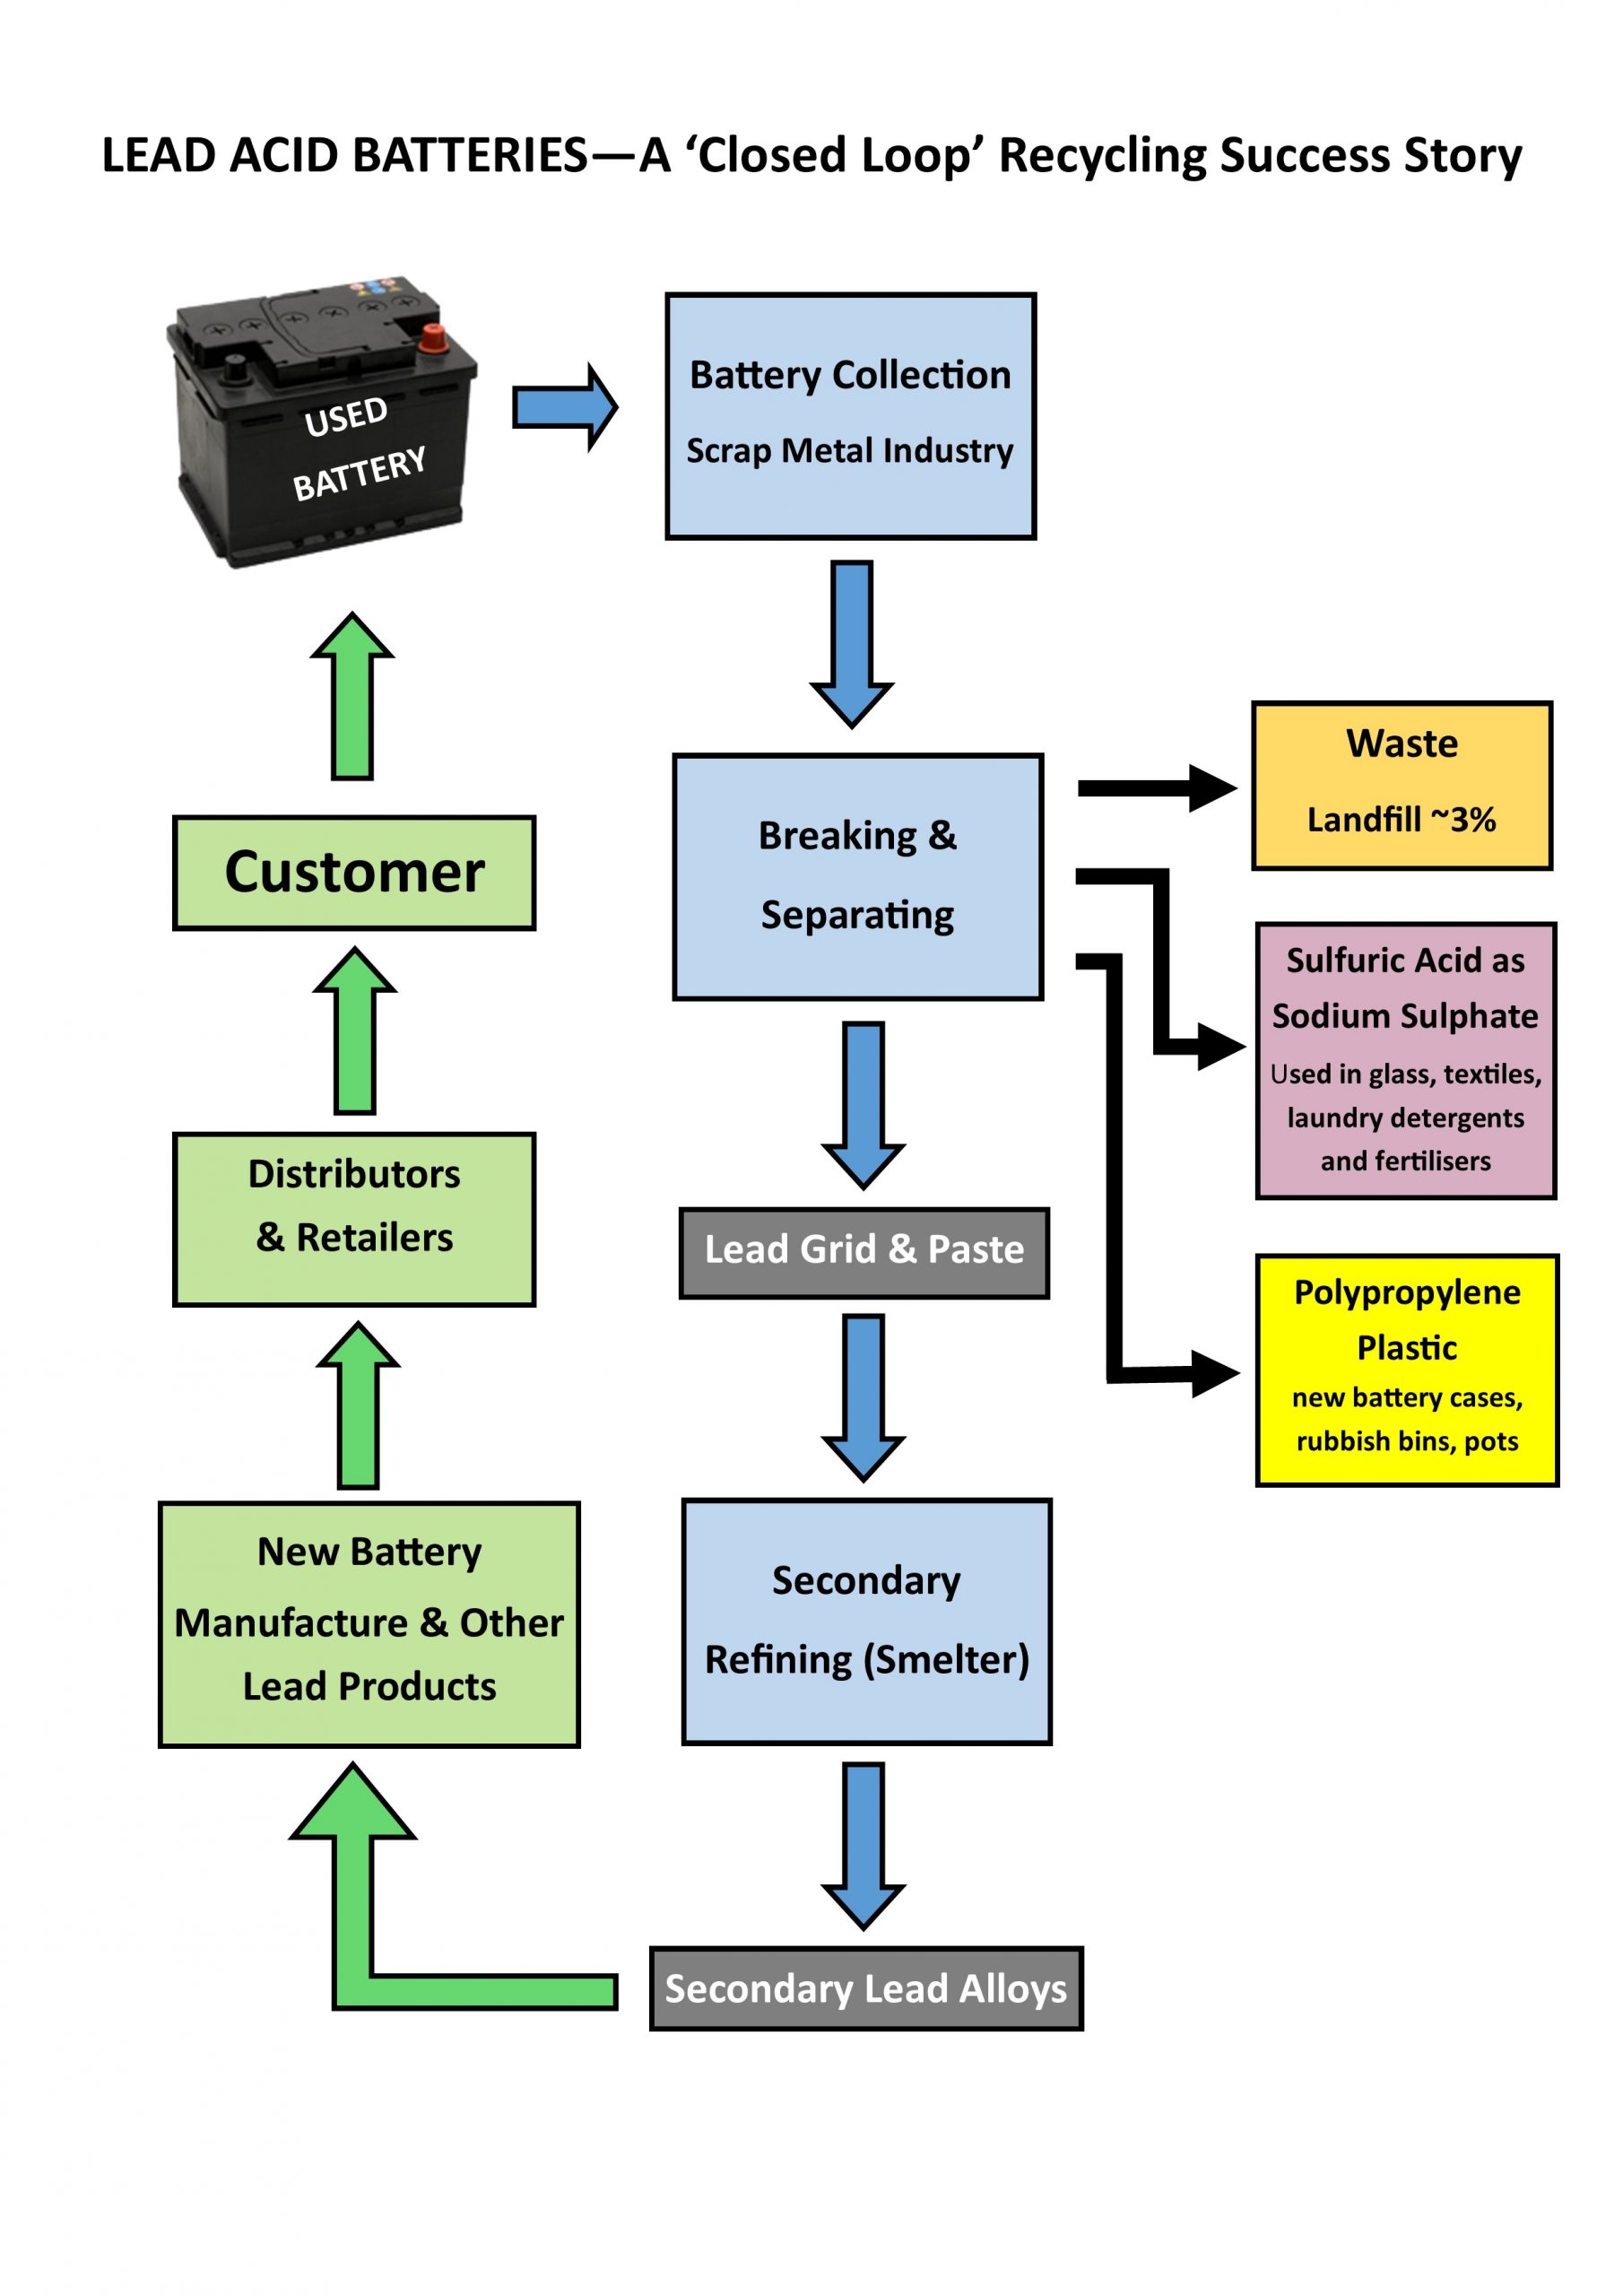 LEAD ACID BATTERIES—A ‘Closed Loop’ Recycling Success Story
USED
BATTERY
Battery Collection
Scrap Metal Industry
Breaking &
Separating
Waste
Landfill ~3%
Sulfuric Acid as
Sodium Sulphate
Used in glass, textiles,
laundry detergents
and fertilisers
Polypropylene
Plastic
new battery cases,
rubbish bins, pots
Lead Grid & Paste
Secondary
Refining (Smelter)
Secondary Lead Alloys
New Battery
Manufacture & Other
Lead Products
Distributors
& Retailers
Customer